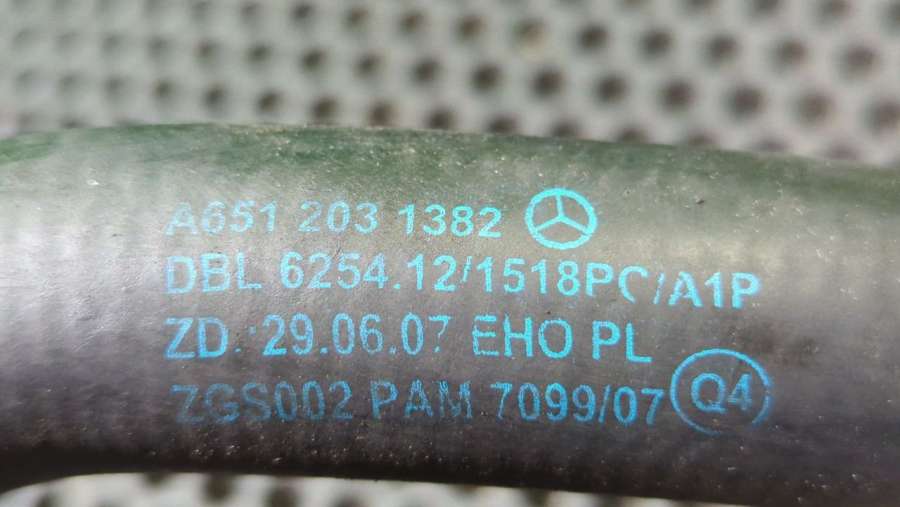 A651 203 1382
DBL 6254.12/1518PC/A1P
ZD.: 29.06.07 EHO PL
ZGS002 PAM 7099/07 Q4